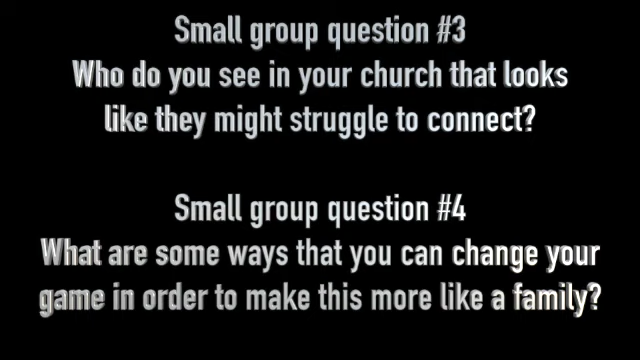 Small group question #3
Who do you see in your church that looks
like they might struggle to connect?
Small group question #4
What are some ways that you can change your
game in order to make this more like a family?